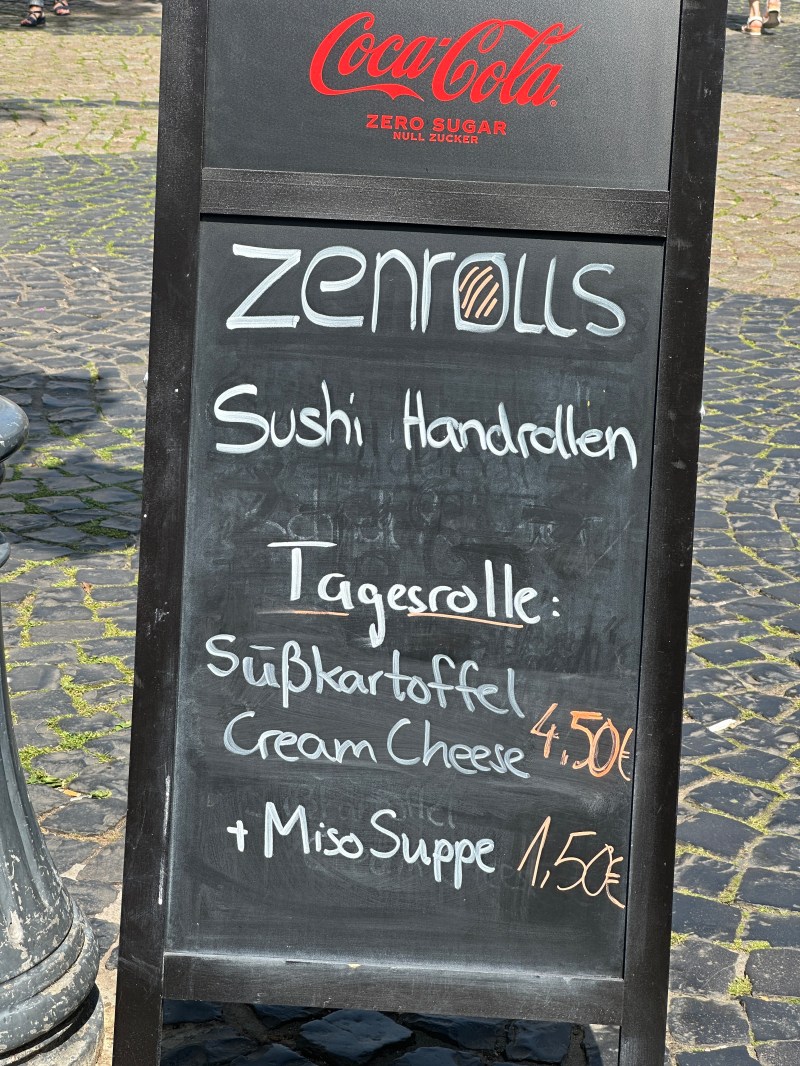 Coca-Cola
ZERO SUGAR
NULL ZUCKER
zenrolls
Sushi Handrollen
Tagesrolle:
Süßkartoffel
Cream Cheese 4,50€
+ Miso Suppe 1,50€